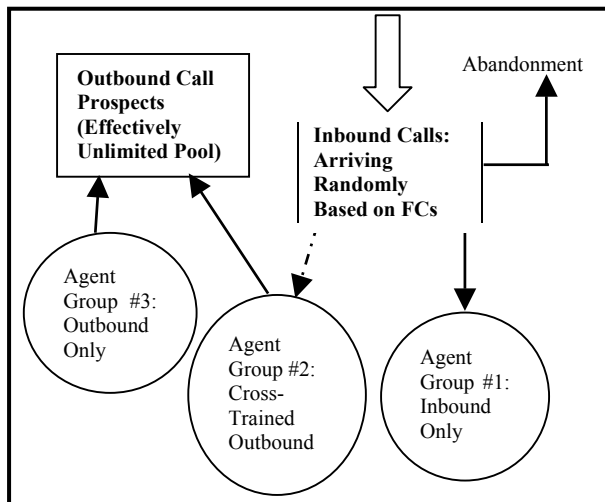 Outbound Call
Prospects
(Effectively
Unlimited Pool)
Abandonment
Inbound Calls:
Arriving
Randomly
Based on FCs
Agent
Group #3:
Outbound
Only
Agent
Group #2:
Cross-
Trained
Outbound
Agent
Group #1:
Inbound
Only